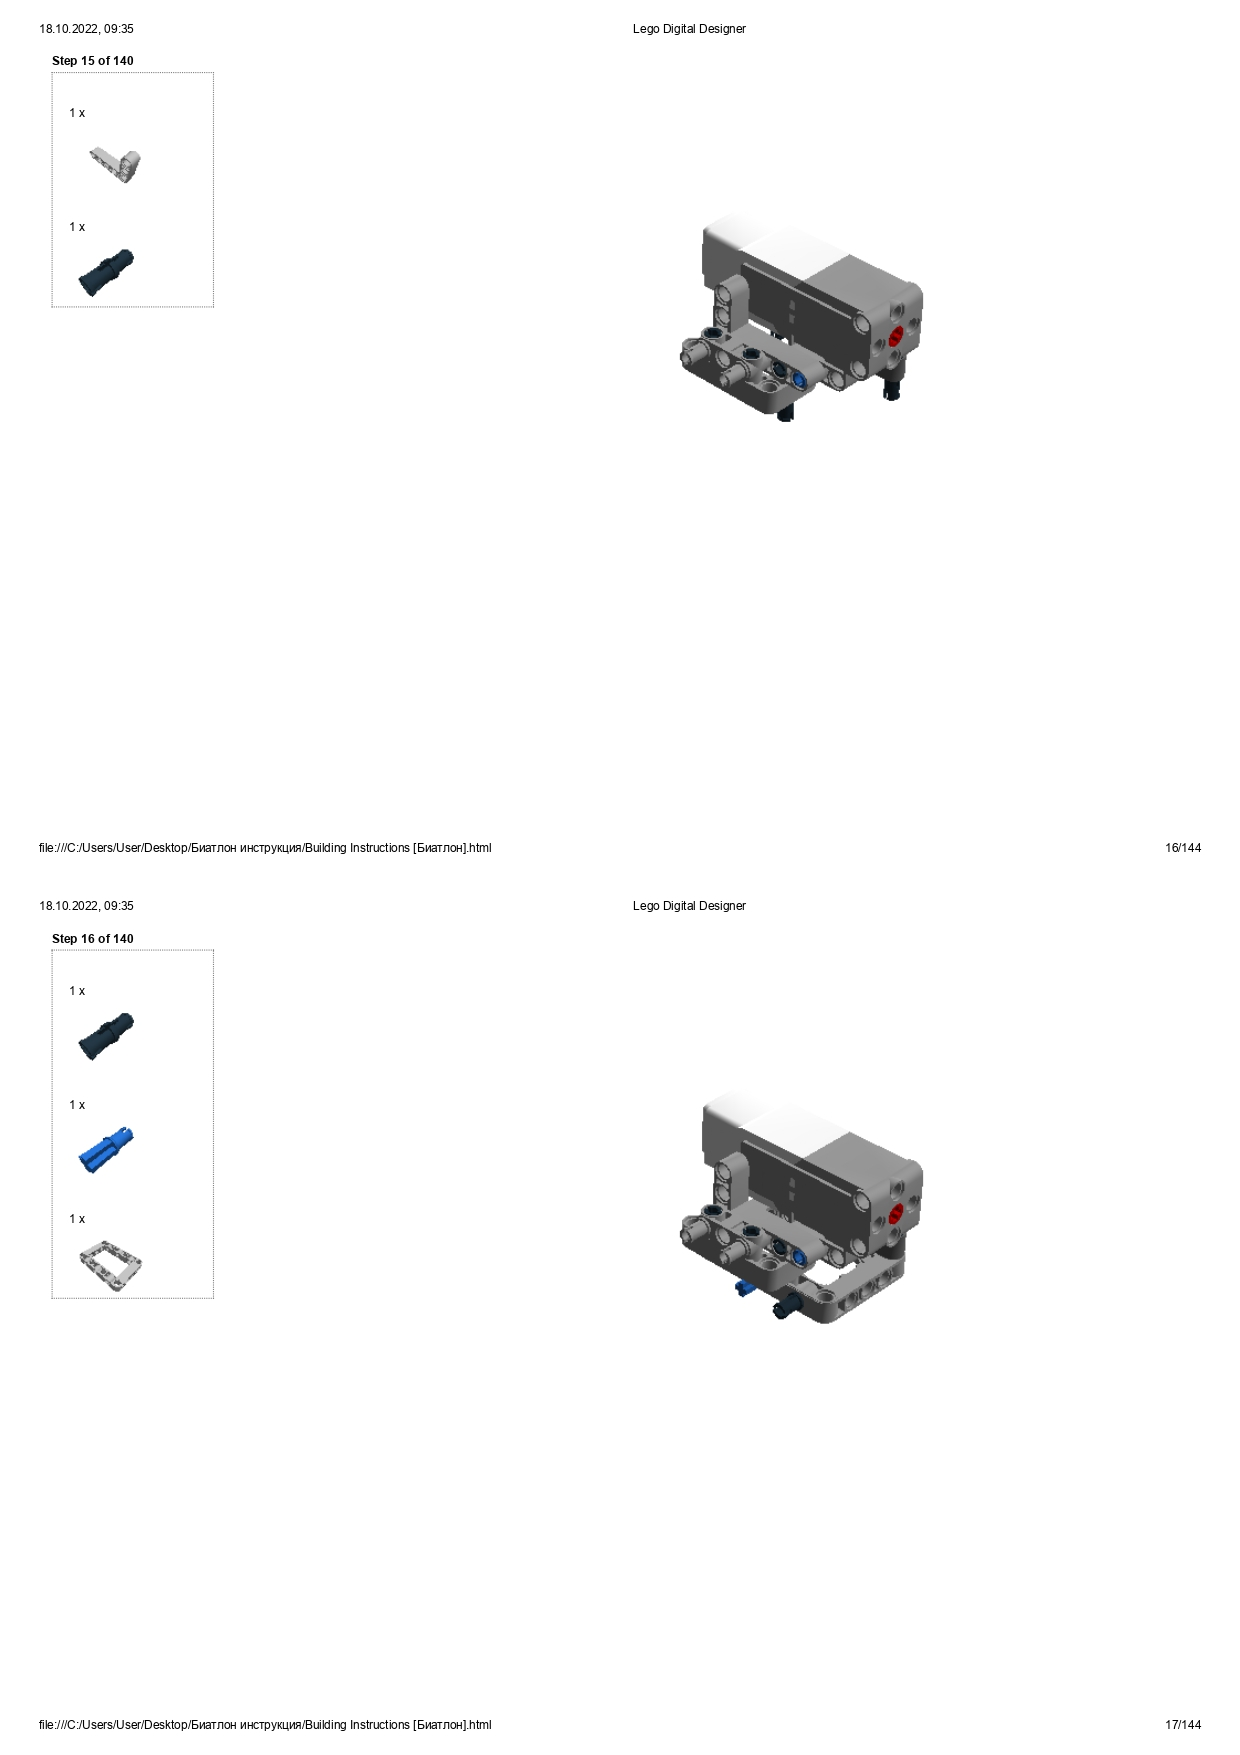 18.10.2022, 09:35
Lego Digital Designer
Step 15 of 140
1 x
1 x
file:///C:/Users/User/Desktop/Биатлон инструкция/Building Instructions [Биатлон].html
16/144
18.10.2022, 09:35
Lego Digital Designer
Step 16 of 140
1 x
1 x
1 x
file:///C:/Users/User/Desktop/Биатлон инструкция/Building Instructions [Биатлон].html
17/144